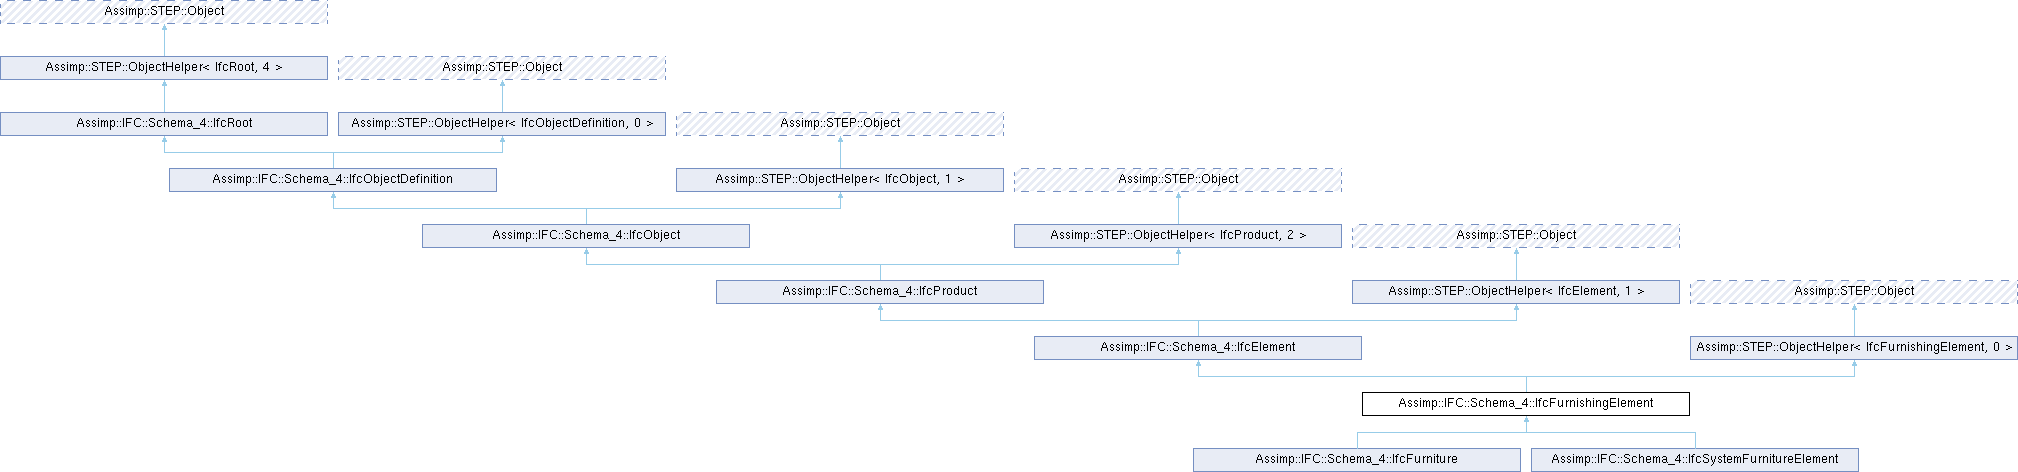 Assimp::STEP::Object
Assimp::STEP::ObjectHelper< IfcRoot, 4 >
Assimp::STEP::Object
Assimp::IFC::Schema_4::IfcRoot
Assimp::STEP::ObjectHelper< IfcObjectDefinition, 0 >
Assimp::STEP::Object
Assimp::IFC::Schema_4::IfcObjectDefinition
Assimp::STEP::ObjectHelper< IfcObject, 1 >
Assimp::STEP::Object
Assimp::IFC::Schema_4::IfcObject
Assimp::STEP::ObjectHelper< IfcProduct, 2 >
Assimp::STEP::Object
Assimp::IFC::Schema_4::IfcProduct
Assimp::STEP::ObjectHelper< IfcElement, 1 >
Assimp::STEP::Object
Assimp::IFC::Schema_4::IfcElement
Assimp::STEP::ObjectHelper< IfcFurnishingElement, 0 >
Assimp::IFC::Schema_4::IfcFurnishingElement
Assimp::IFC::Schema_4::IfcFurniture
Assimp::IFC::Schema_4::IfcSystemFurnitureElement